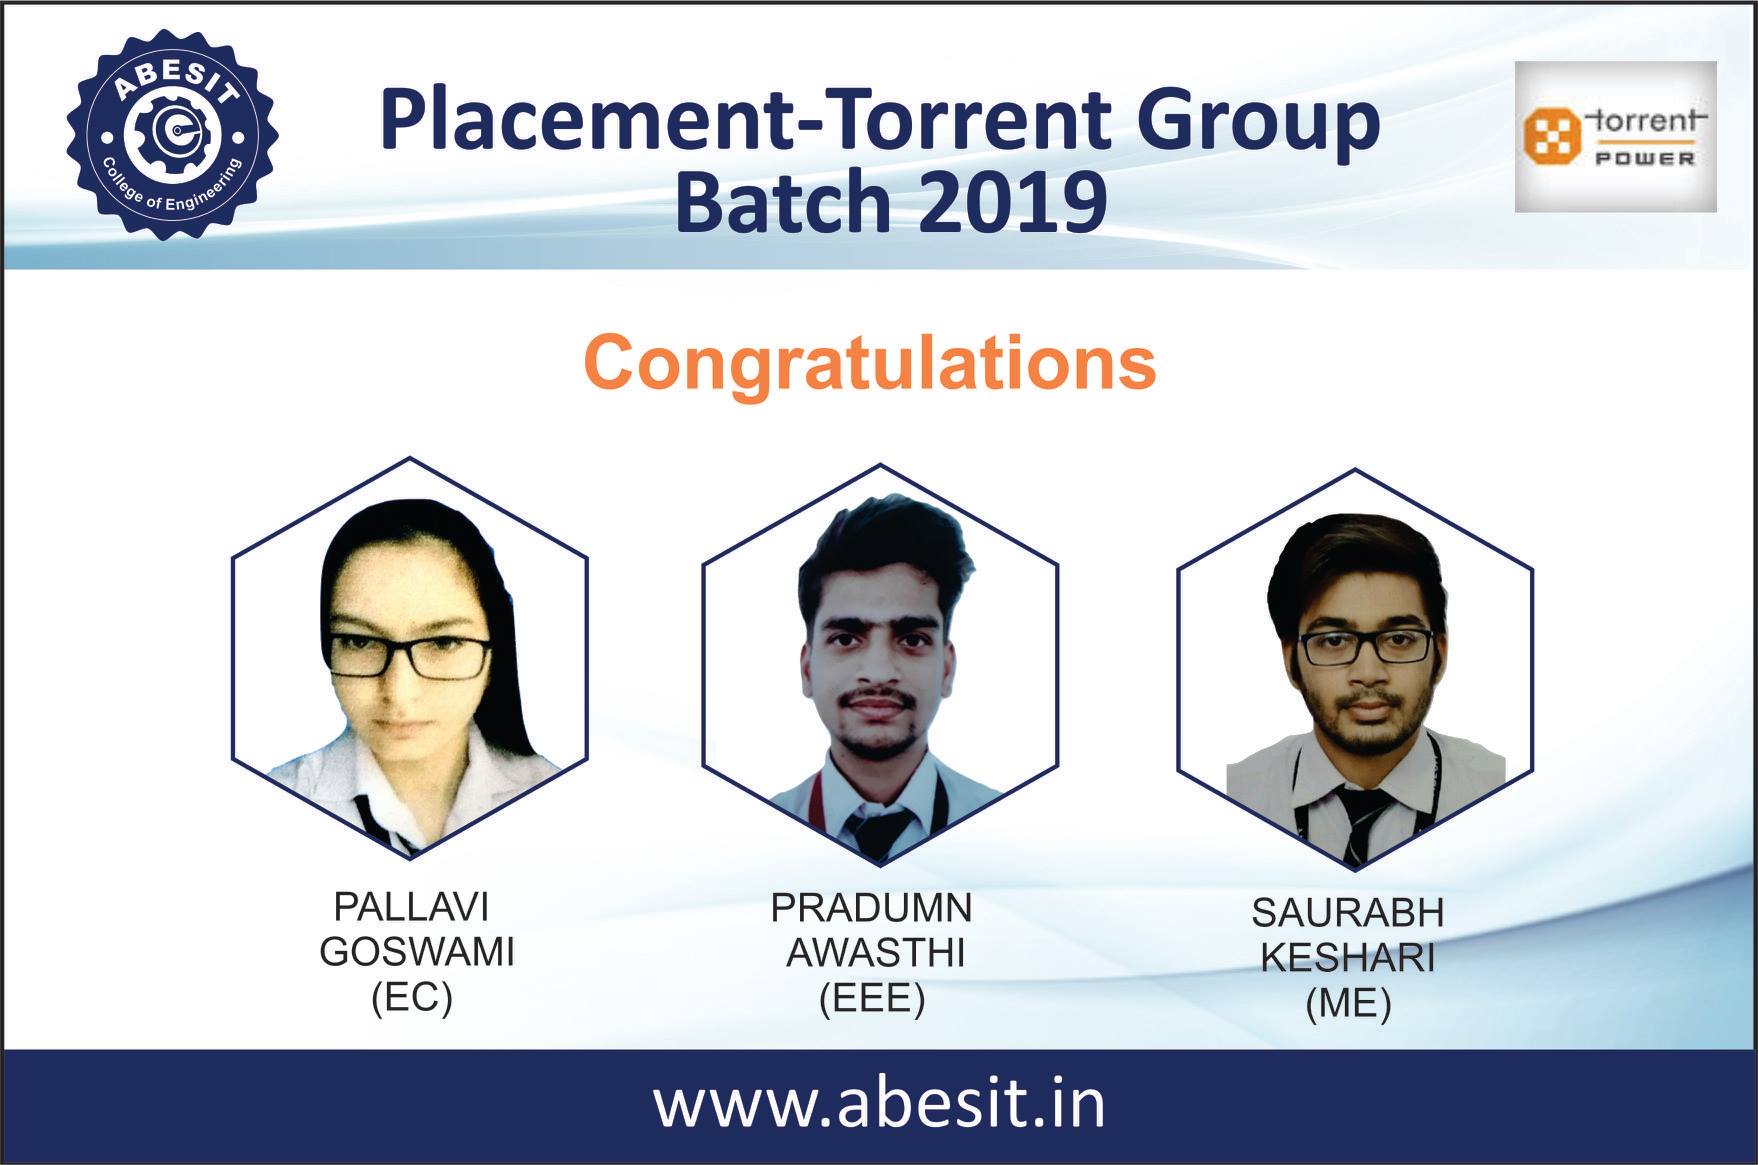 ABESIT
College of Engineering
Placement-Torrent Group
Batch 2019
torrent
POWER
Congratulations
PALLAVI
GOSWAMI
(EC)
PRADUMN
AWASTHI
(EEE)
SAURABH
KESHARI
(ME)
www.abesit.in